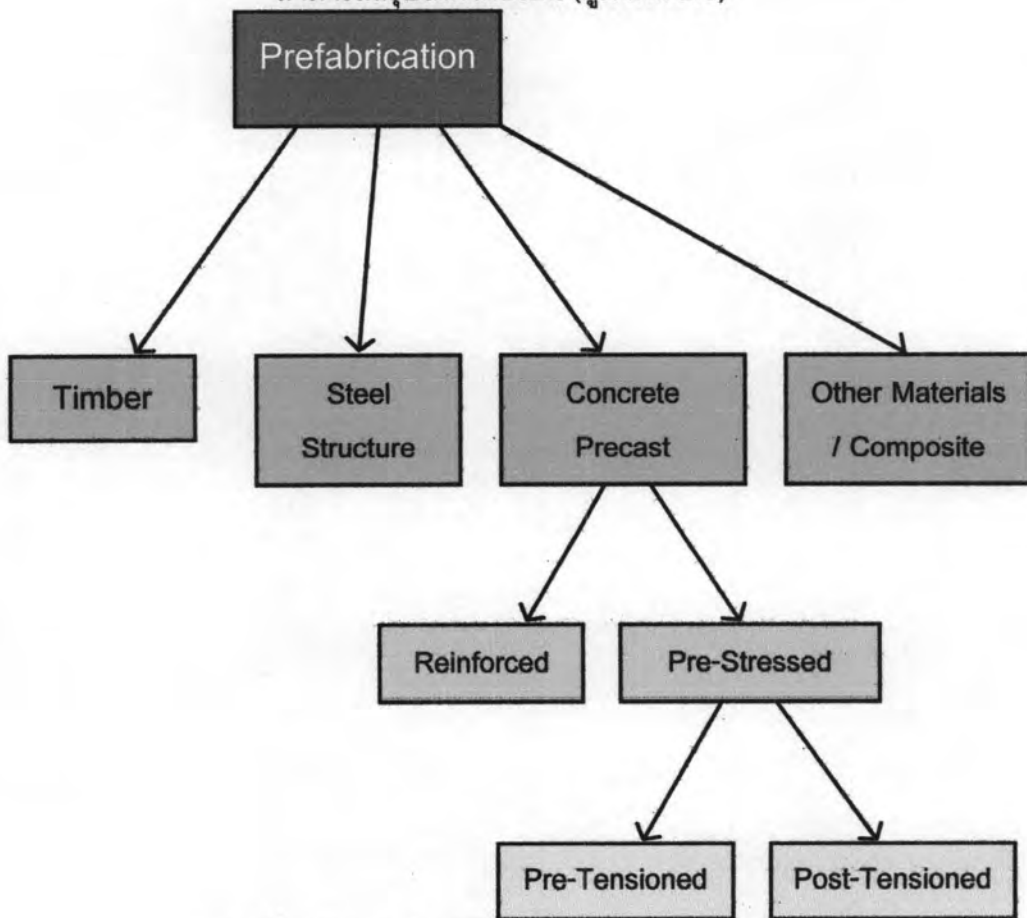 Prefabrication
Timber
Steel
Structure
Concrete
Precast
Other Materials
/ Composite
Reinforced
Pre-Stressed
Pre-Tensioned
Post-Tensioned